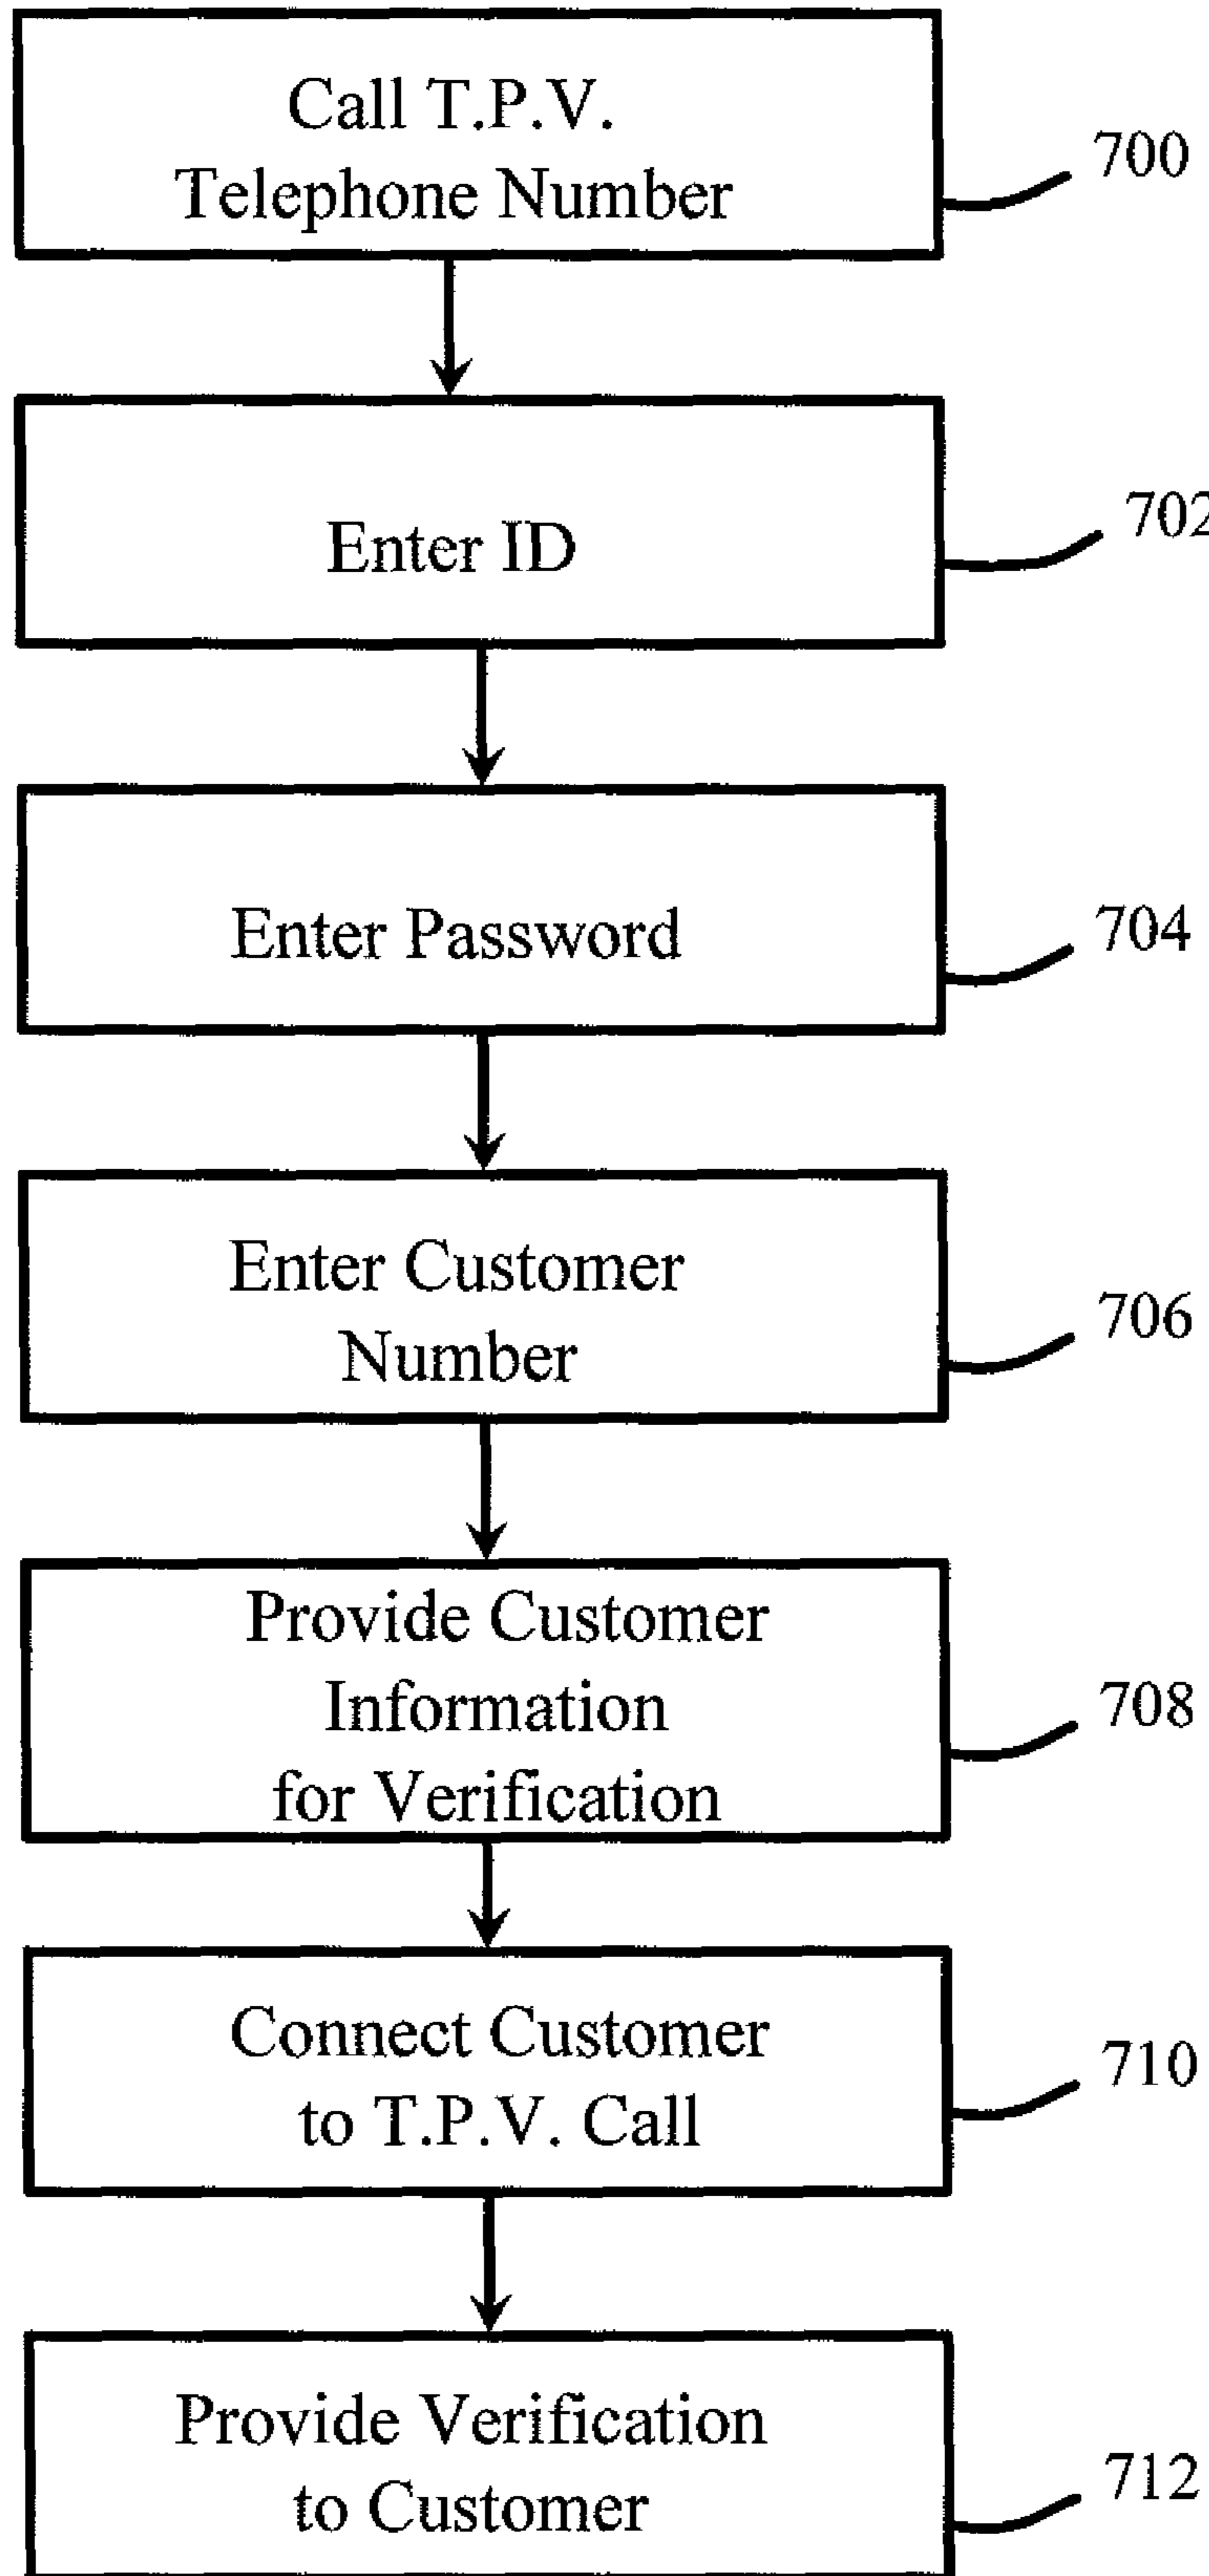 Call T.P.V.
Telephone Number
700
Enter ID
702
Enter Password
704
Enter Customer
Number
706
Provide Customer
Information
for Verification
708
Connect Customer
to T.P.V. Call
710
Provide Verification
to Customer
712